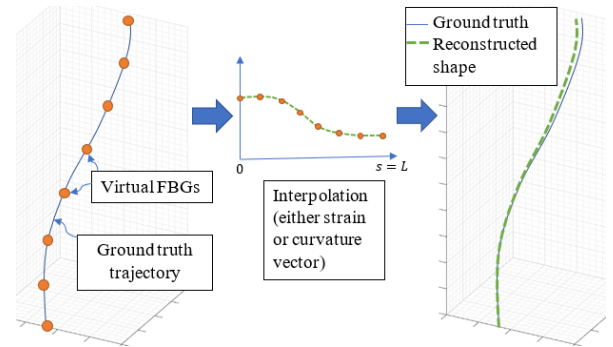 Virtual FBGs
Ground truth
trajectory
0
s = L
Interpolation
(either strain
or curvature
vector)
Ground truth
Reconstructed
shape